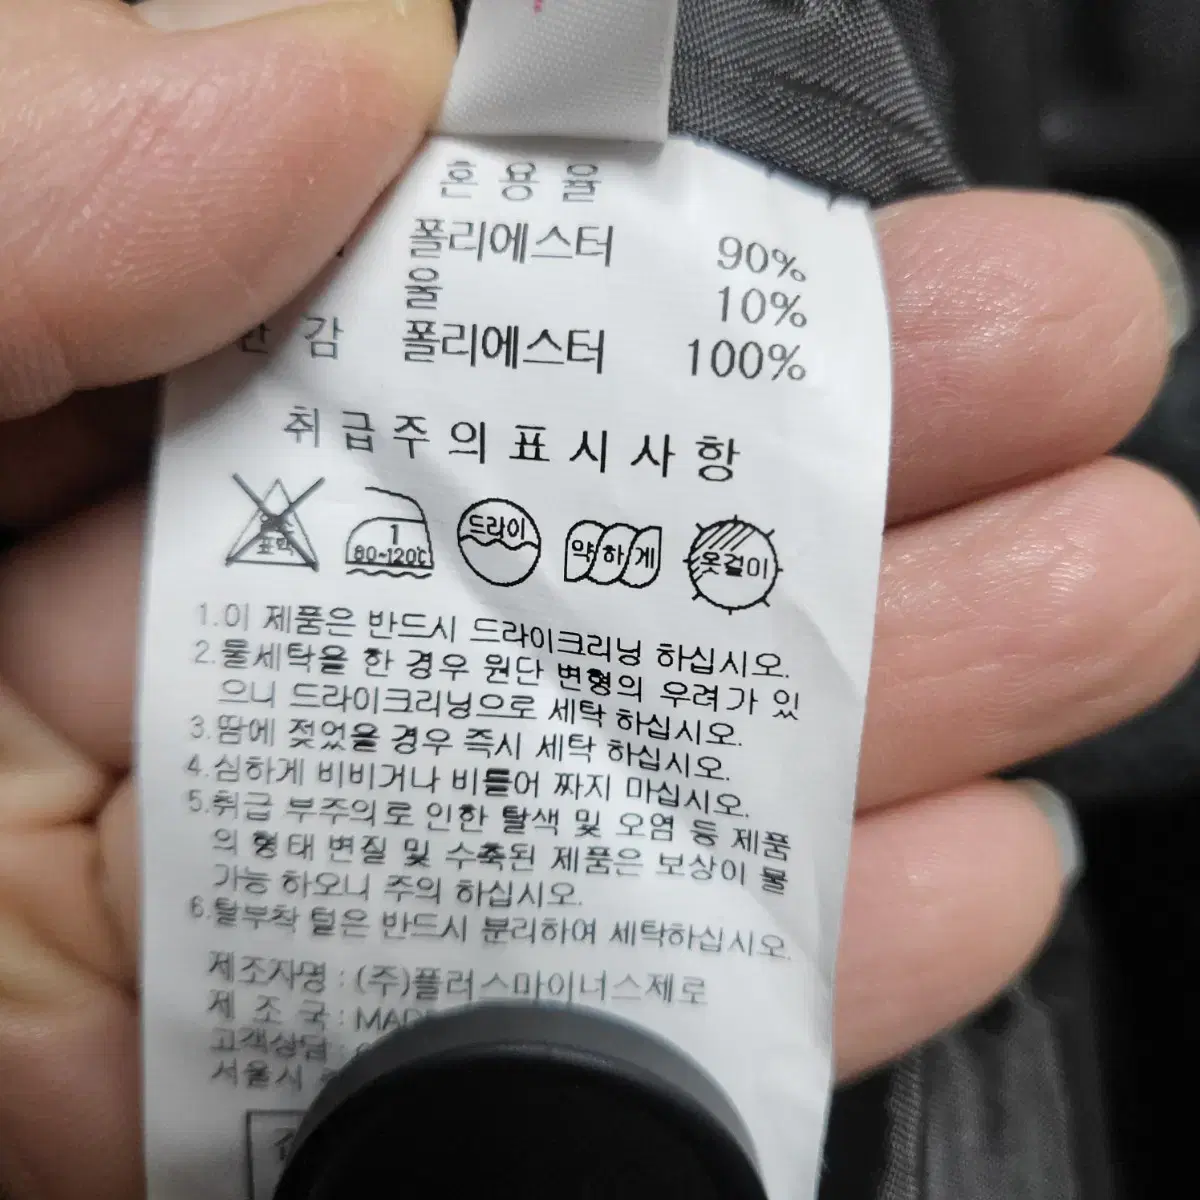 혼 용 율
폴리에스터 90%
울 10%
안 감 폴리에스터 100%
취 급 주 의 표 시 사 항
염소 표백
1 80~120℃
드라이
약 하 게
옷걸이
1.이 제품은 반드시 드라이크리닝 하십시오.
2.물세탁을 한 경우 원단 변형의 우려가 있
으니 드라이크리닝으로 세탁 하십시오.
3.땀에 젖었을 경우 즉시 세탁 하십시오.
4.심하게 비비거나 비틀어 짜지 마십시오.
5.취급 부주의로 인한 탈색 및 오염 등 제품
의 형태 변질 및 수축된 제품은 보상이 불
가능 하오니 주의 하십시오.
6.탈부착 털은 반드시 분리하여 세탁하십시오.
제조자명 : (주)플러스마이너스제로
제 조 국 : MADE
고객상담 :
서울시